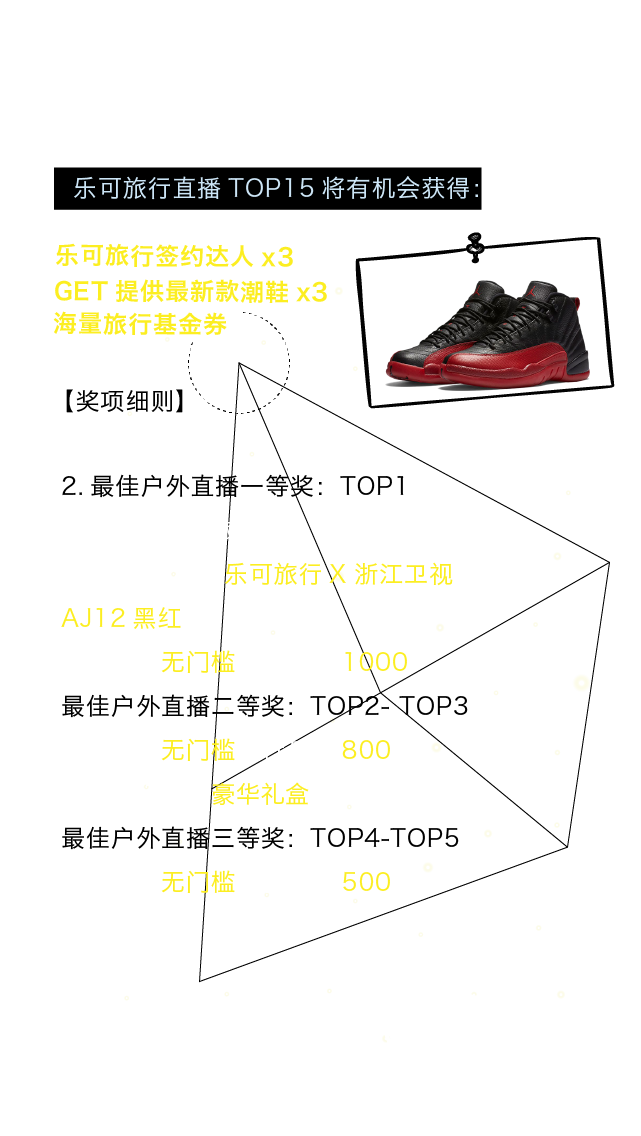 乐可旅行直播 TOP15 将有机会获得：
乐可旅行签约达人 x3
GET 提供最新款潮鞋 x3
海量旅行基金券
【奖项细则】
2. 最佳户外直播一等奖：TOP1
乐可旅行 X 浙江卫视
AJ12 黑红
无门槛 1000
最佳户外直播二等奖：TOP2- TOP3
无门槛 800
豪华礼盒
最佳户外直播三等奖：TOP4-TOP5
无门槛 500